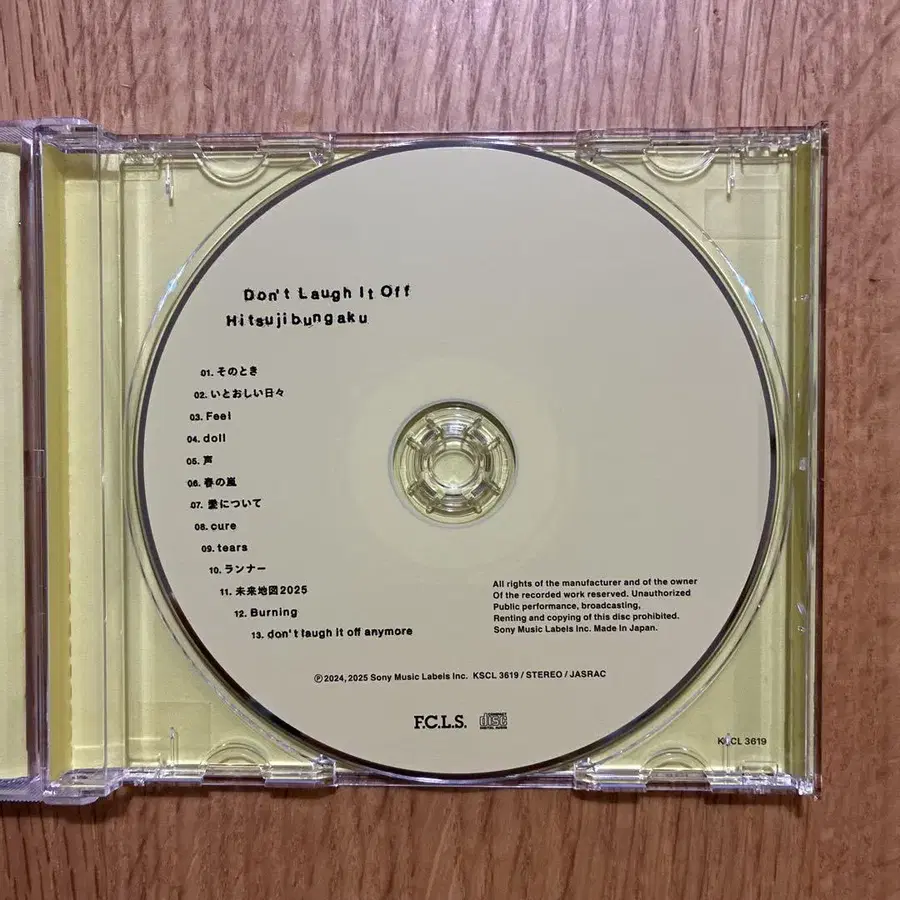 Don't Laugh It Off
Hitsujibungaku
01. そのとき
02. いとおしい日々
03. Feel
04. doll
05. 声
06. 春の嵐
07. 愛について
08. cure
09. tears
10. ランナー
11. 未来地図2025
12. Burning
13. don't laugh it off anymore
All rights of the manufacturer and of the owner
Of the recorded work reserved. Unauthorized
Public performance, broadcasting,
Renting and copying of this disc prohibited.
Sony Music Labels Inc. Made In Japan.
Ⓟ2024, 2025 Sony Music Labels Inc. KSCL 3619 / STEREO / JASRAC
F.C.L.S.
COMPACT
disc
DIGITAL AUDIO
KSCL 3619